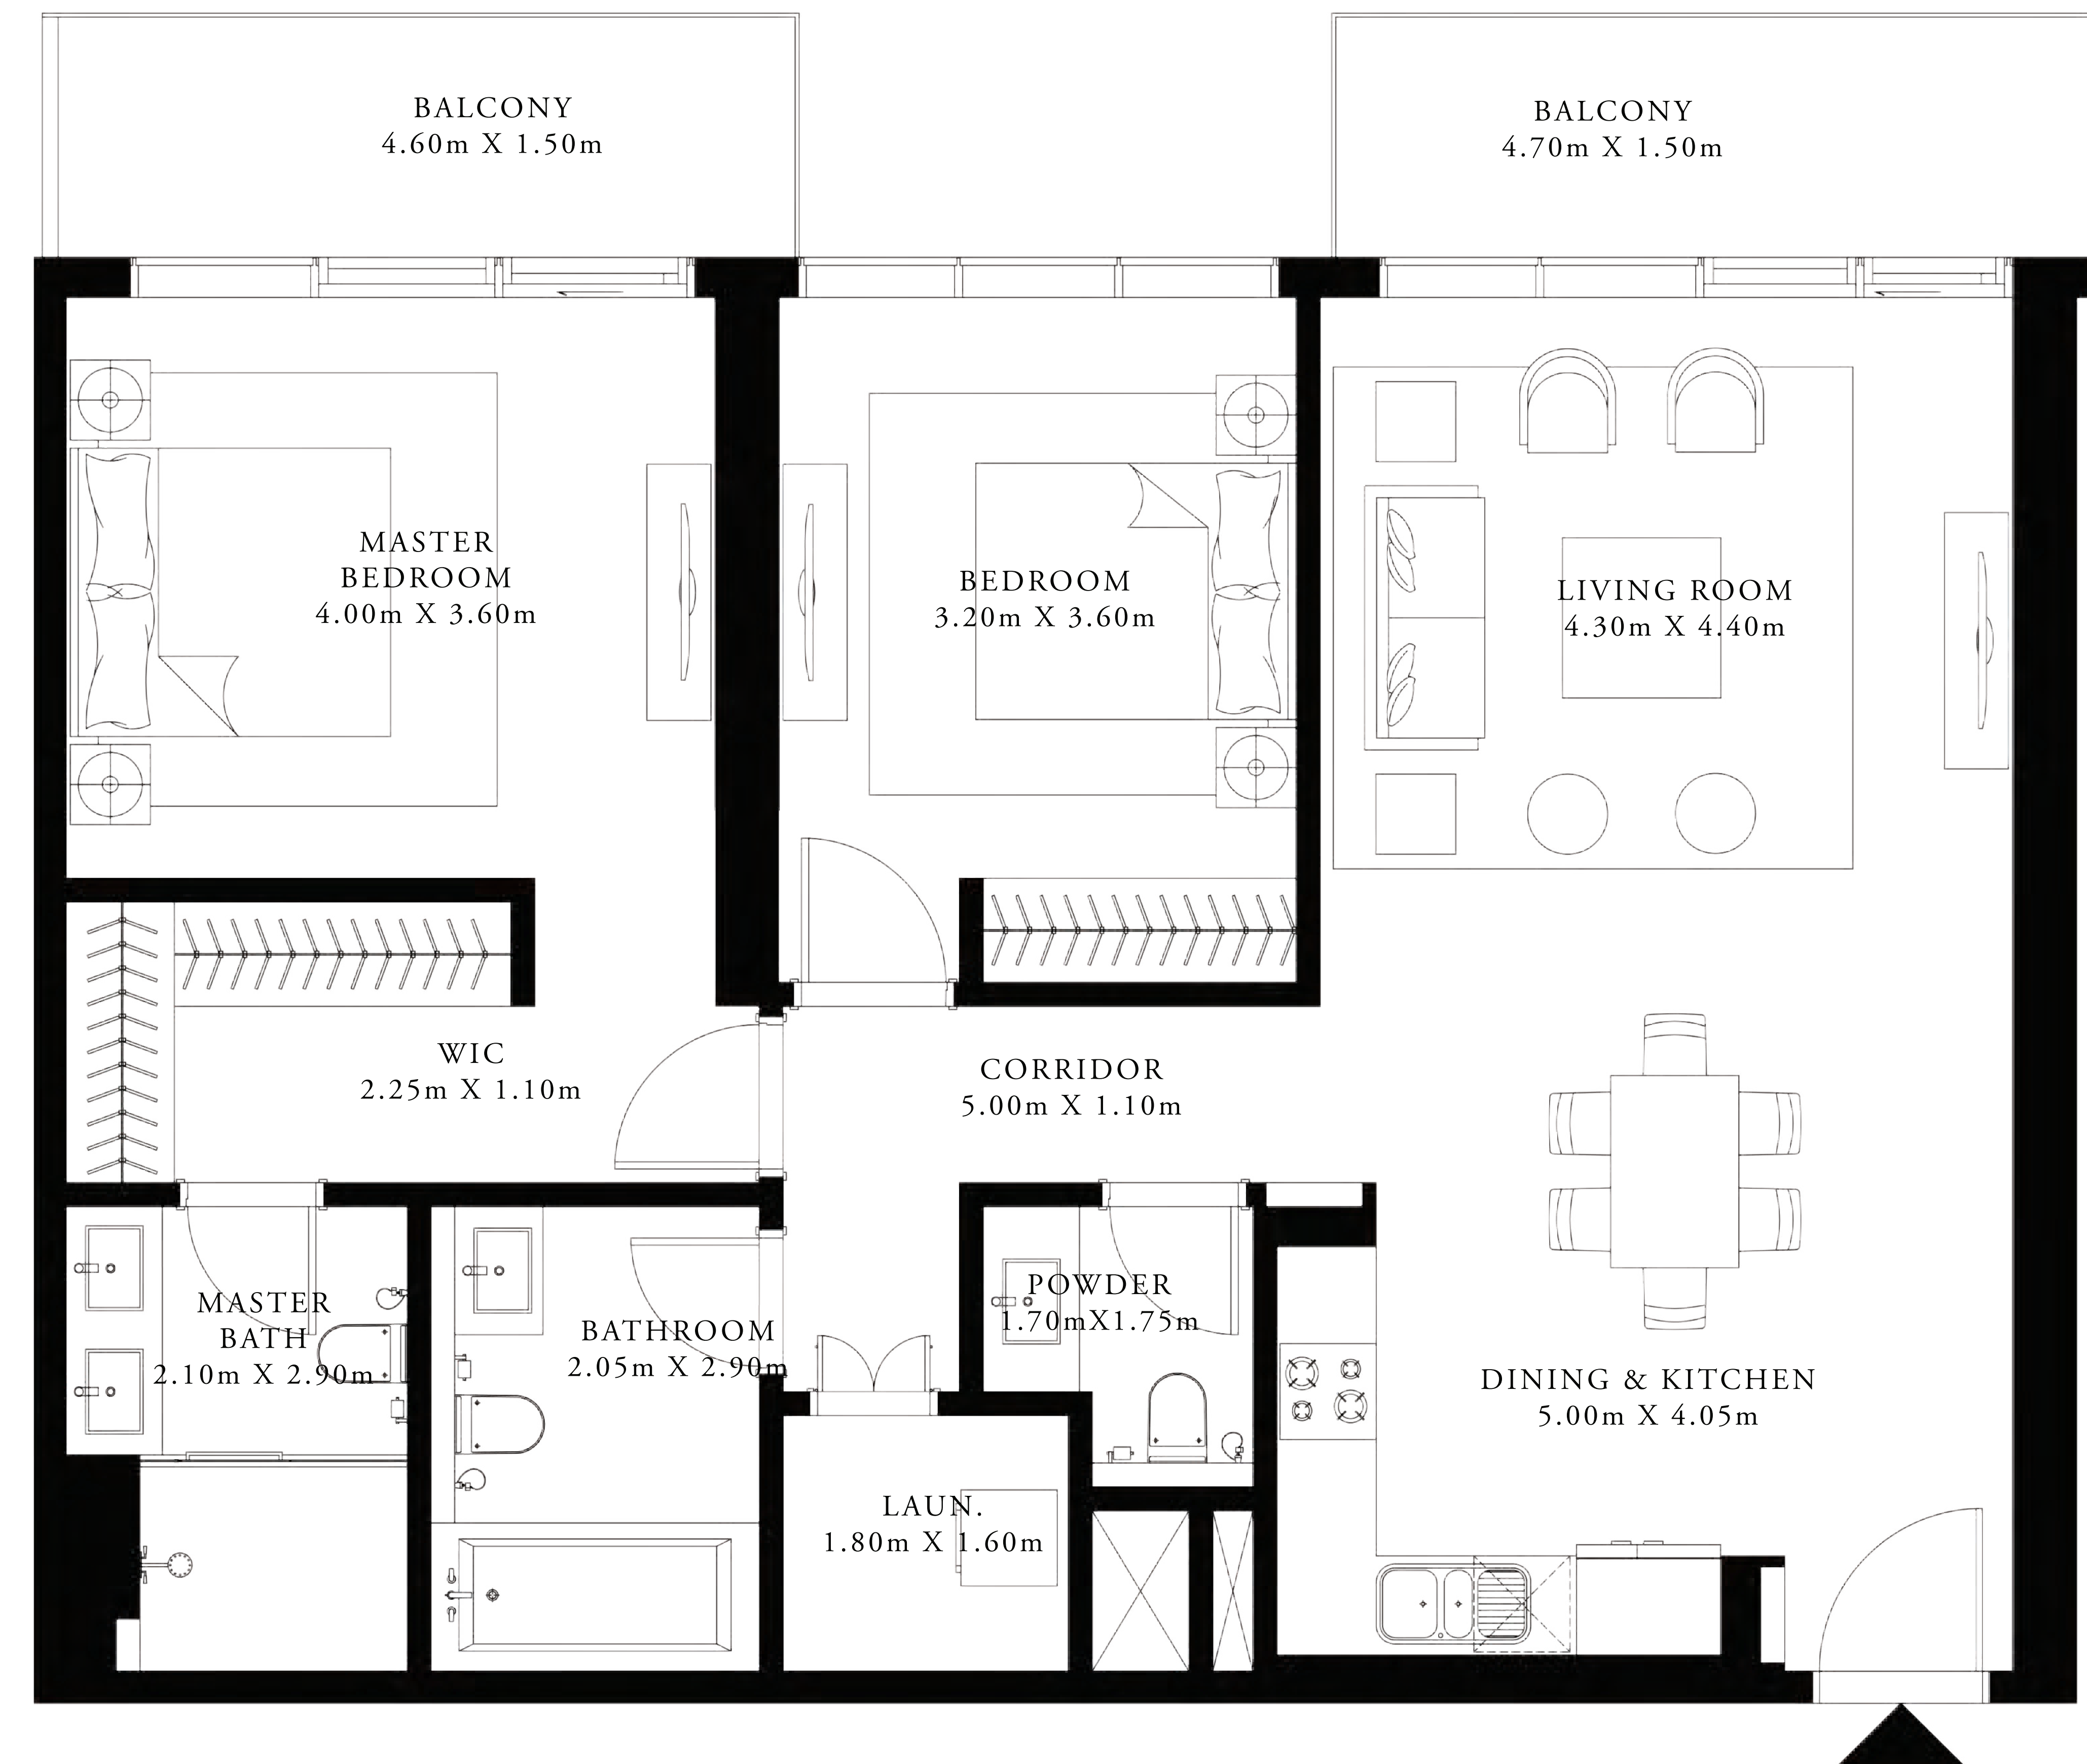 BALCONY
4.60m X 1.50m
BALCONY
4.70m X 1.50m
MASTER
BEDROOM
4.00m X 3.60m
BEDROOM
3.20m X 3.60m
LIVING ROOM
4.30m X 4.40m
WIC
2.25m X 1.10m
CORRIDOR
5.00m X 1.10m
MASTER
BATH
2.10m X 2.90m
BATHROOM
2.05m X 2.90m
POWDER
1.70mX1.75m
DINING & KITCHEN
5.00m X 4.05m
LAUN.
1.80m X 1.60m